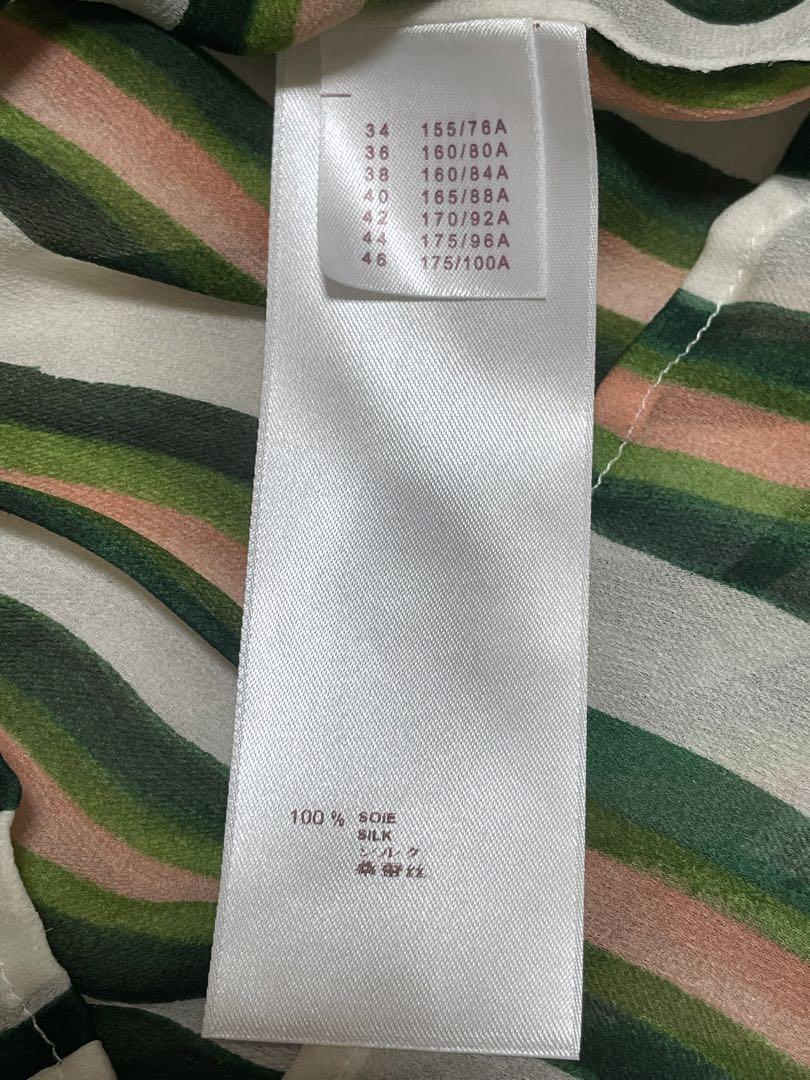 34 155/76A
36 160/80A
38 160/84A
40 165/88A
42 170/92A
44 175/96A
46 175/100A
100 % SOIE
SILK
シルク
桑蚕丝